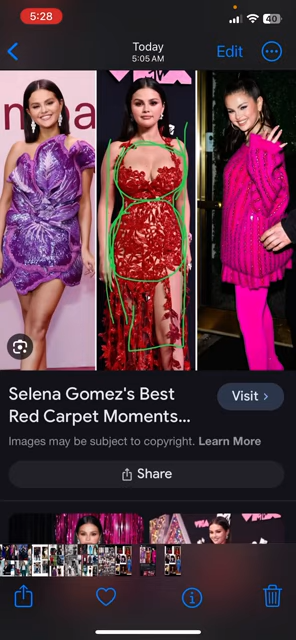 5:28
40
Today
5:05 AM
Edit
Selena Gomez's Best
Red Carpet Moments...
Visit >
Images may be subject to copyright. Learn More
Share